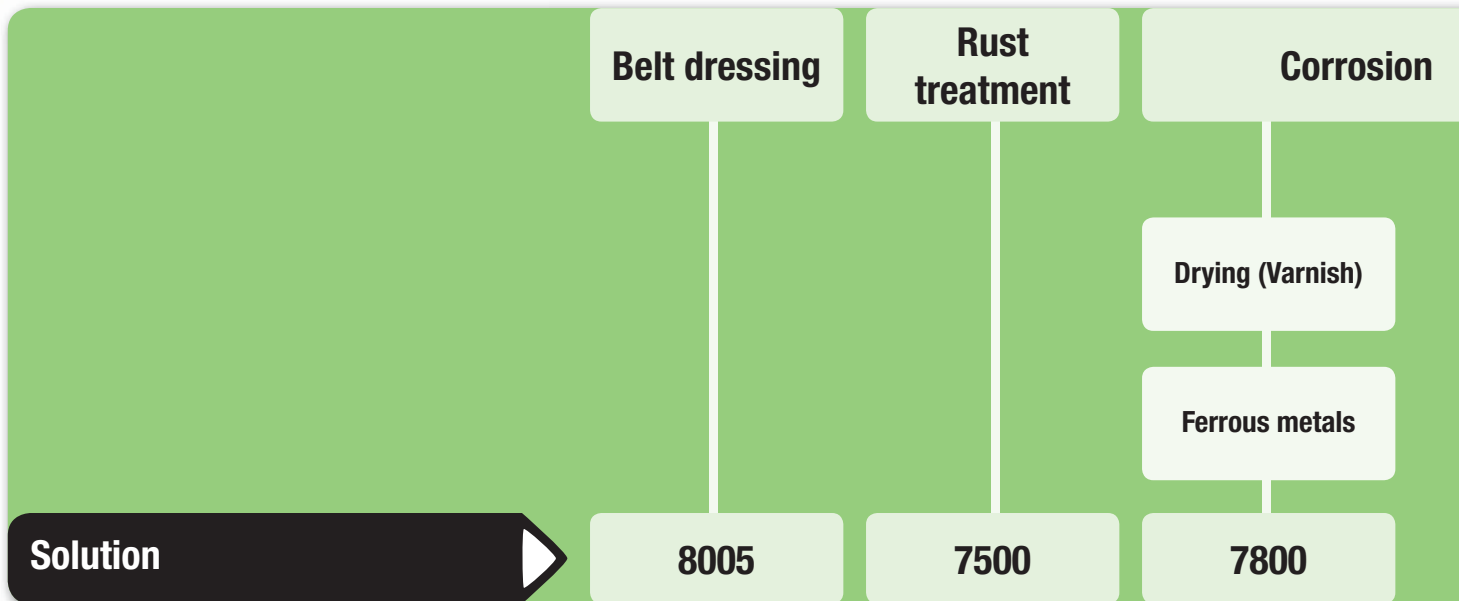 Belt dressing
Rust
treatment
Corrosion
Drying (Varnish)
Ferrous metals
Solution
8005
7500
7800